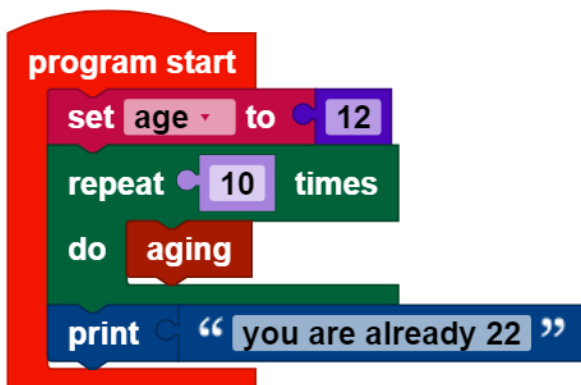 program start
set age to 12
repeat 10 times
do aging
print “ you are already 22 ”